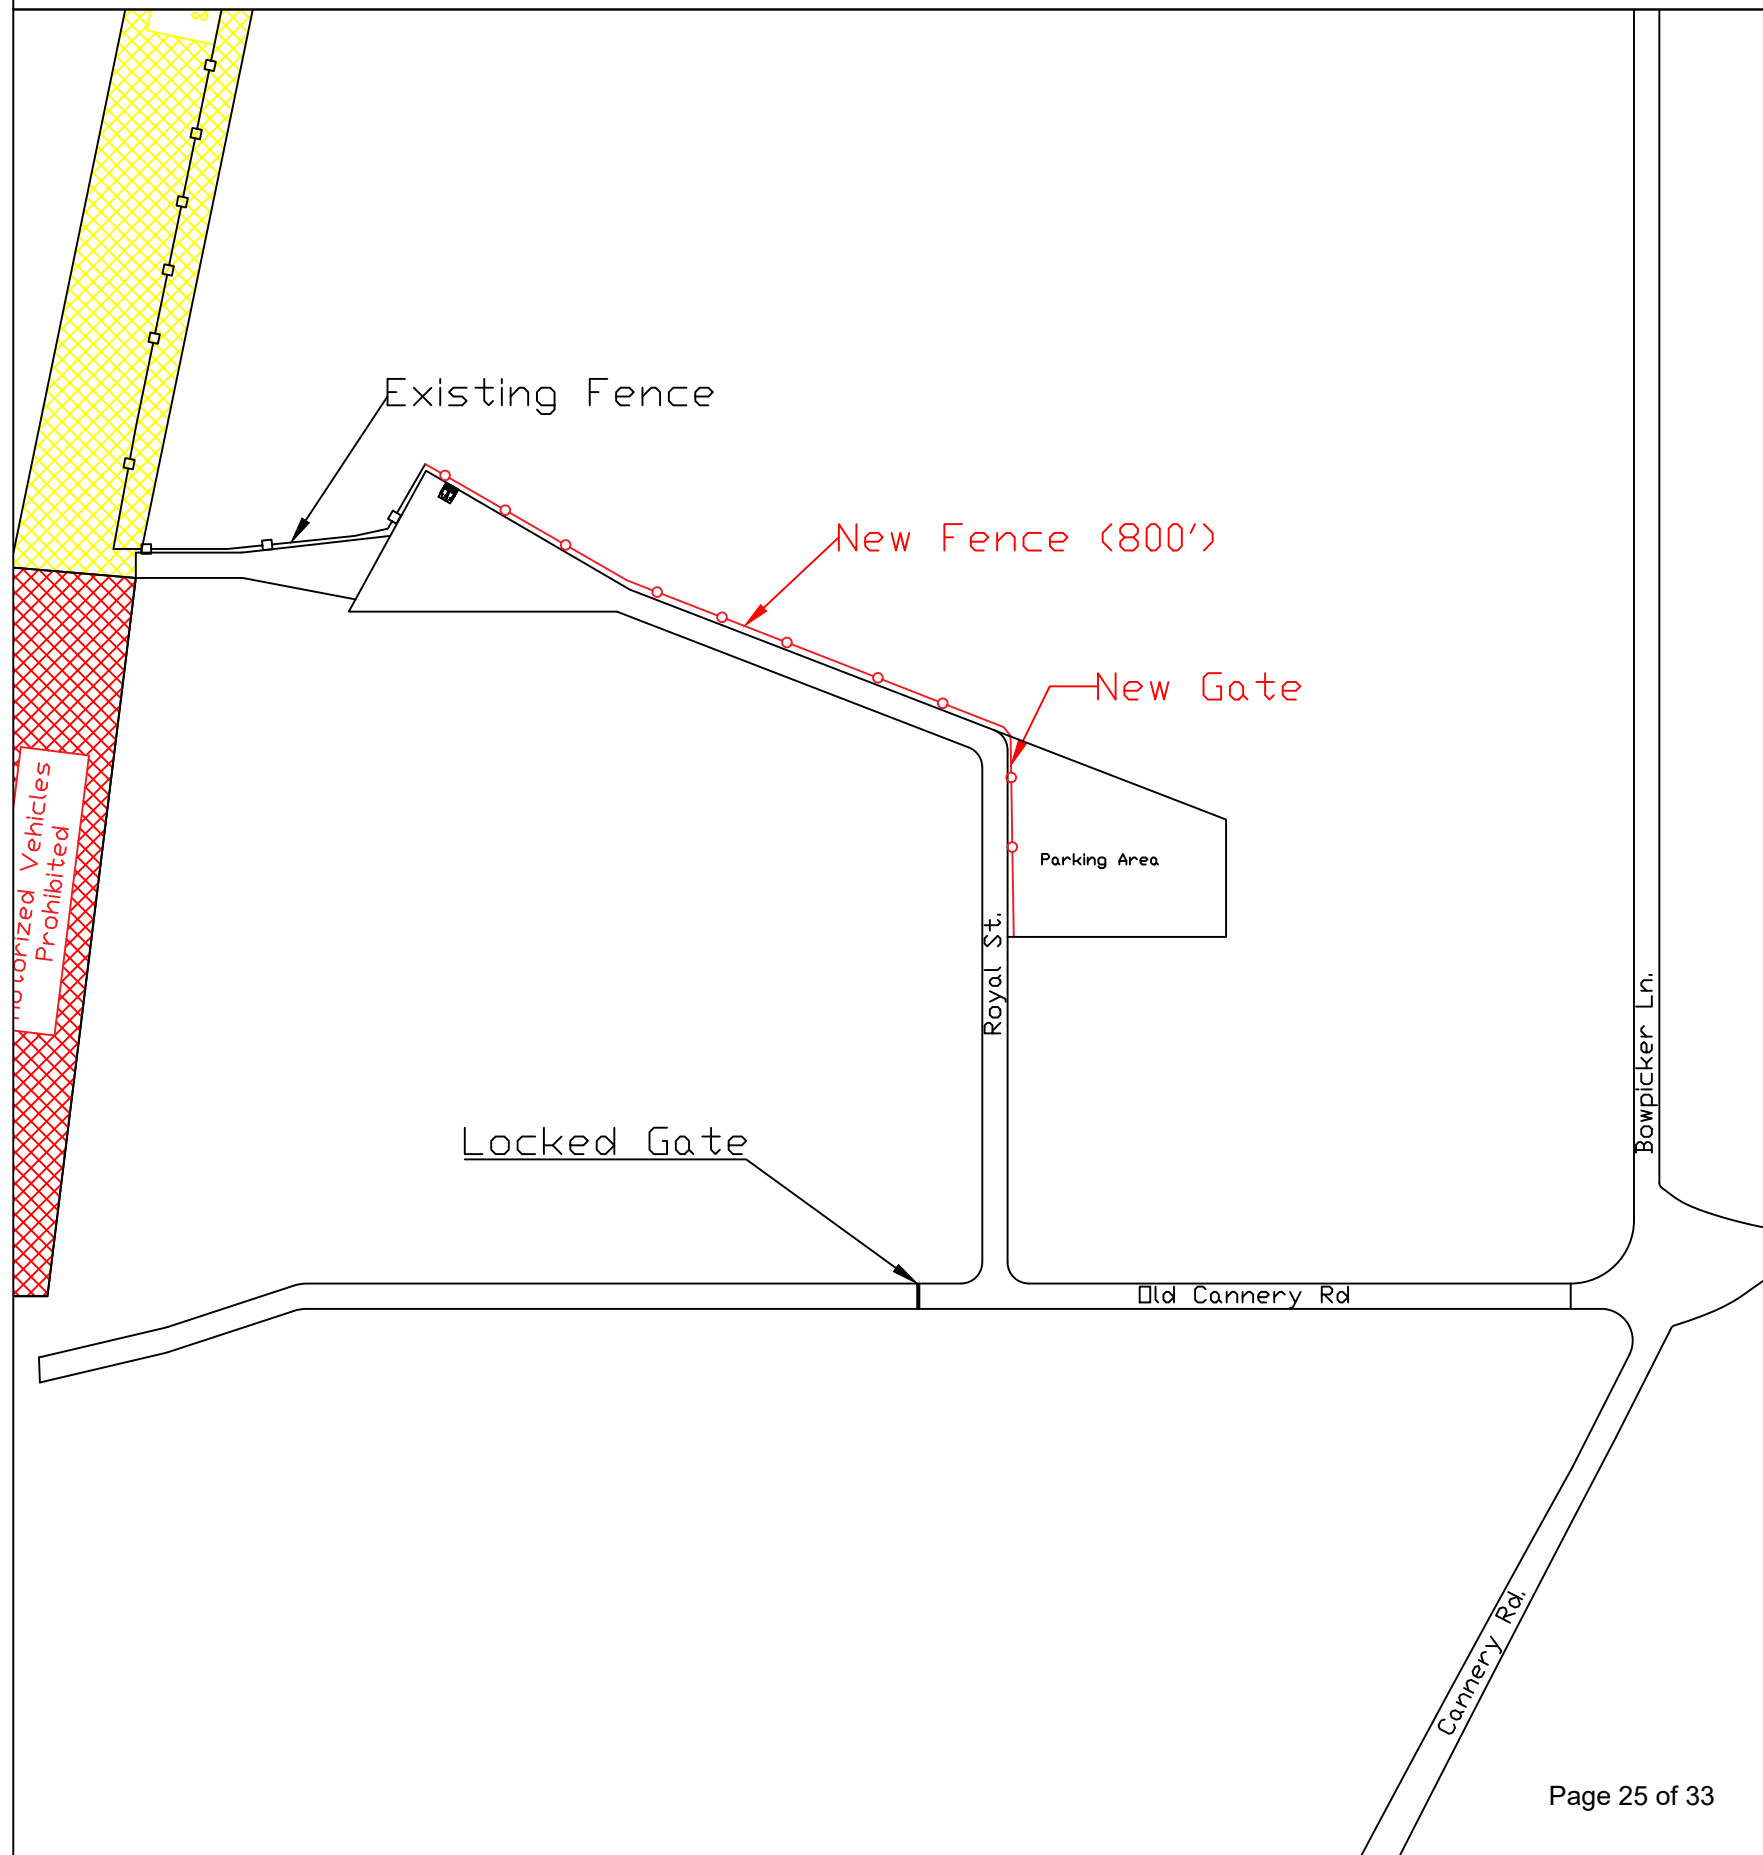 8
Existing Fence
New Fence (800')
New Gate
Vehicles
Prohibited
Parking Area
Royal St.
Bowpicker Ln.
Locked Gate
Old Cannery Rd
Cannery Rd.
Page 25 of 33